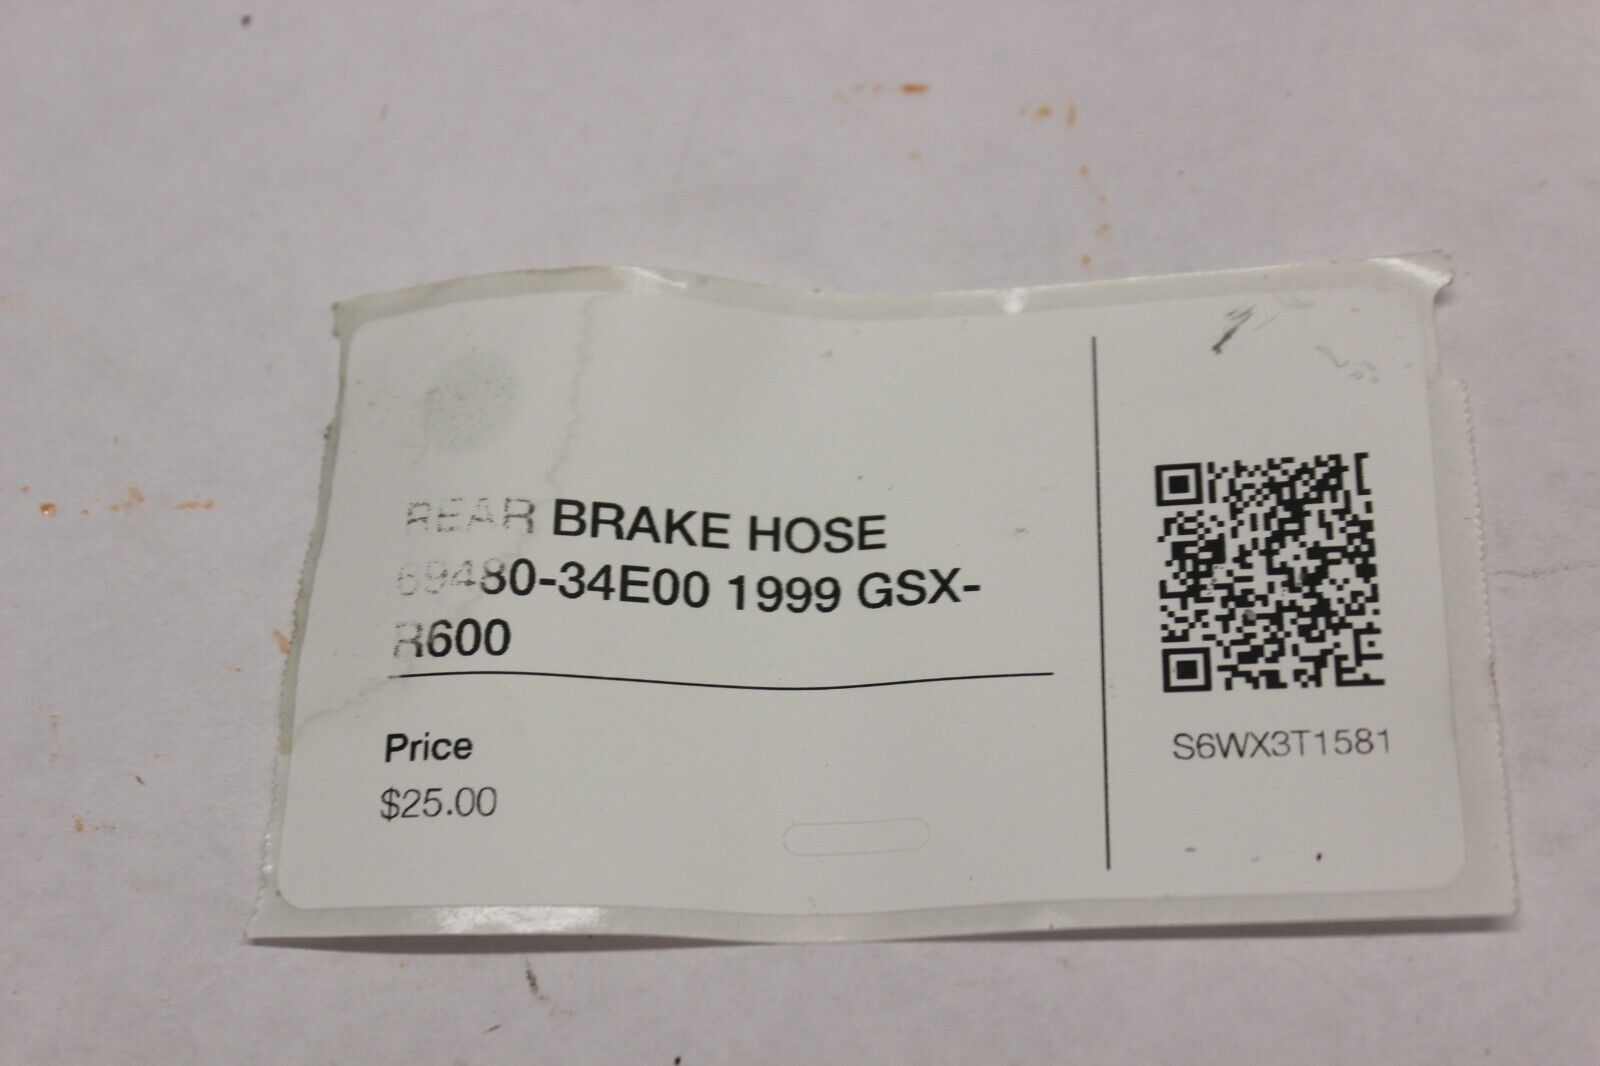 REAR BRAKE HOSE
69480-34E00 1999 GSX-
R600
Price
$25.00
S6WX3T1581